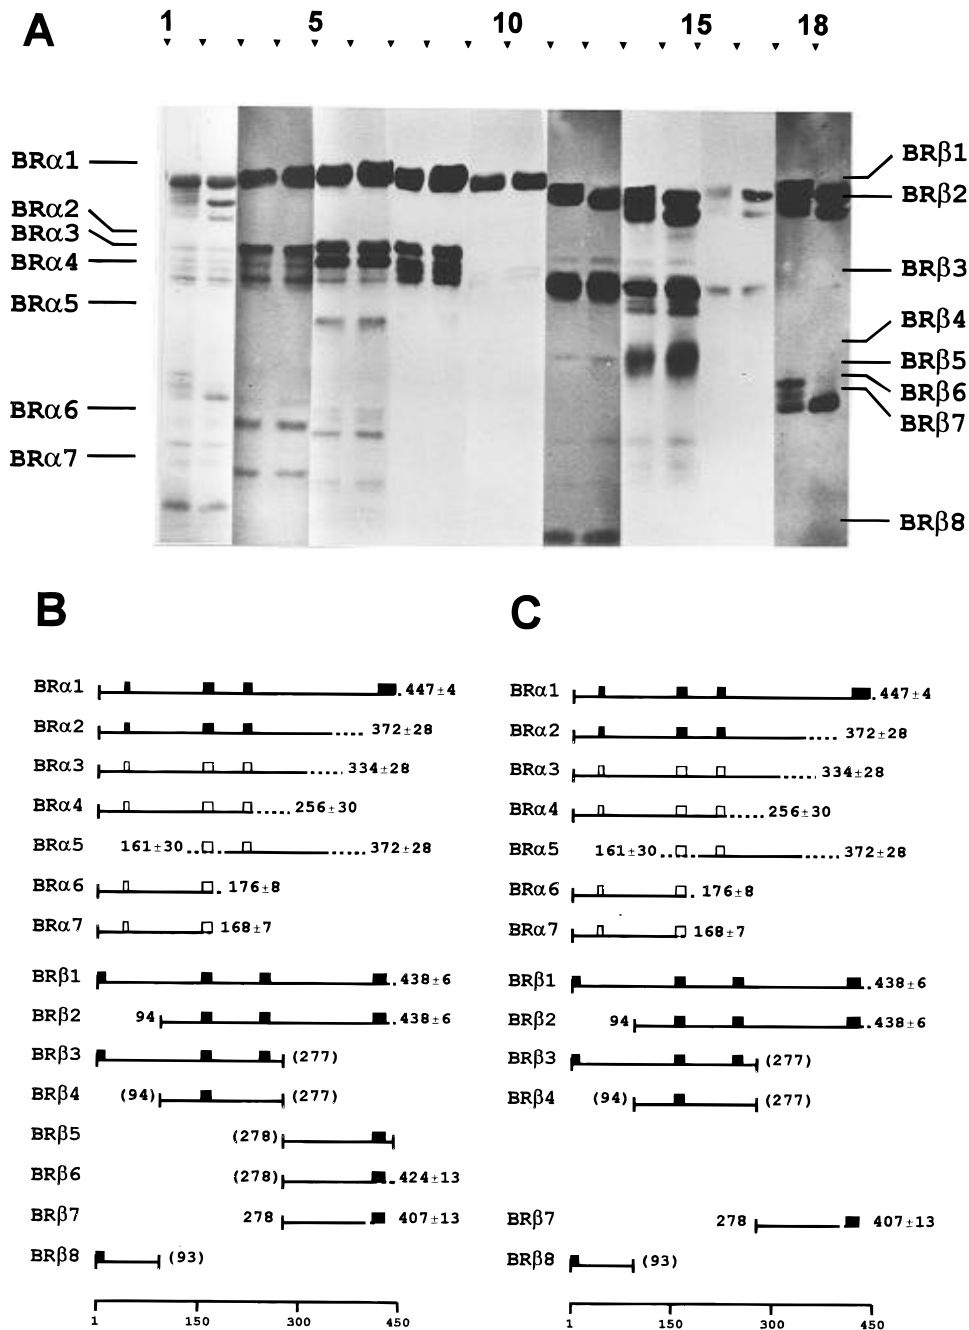 A
1 5 10 15 18
BRα1
BRα2
BRα3
BRα4
BRα5
BRα6
BRα7
BRβ1
BRβ2
BRβ3
BRβ4
BRβ5
BRβ6
BRβ7
BRβ8
B
BRα1 447±4
BRα2 372±28
BRα3 334±28
BRα4 256±30
BRα5 161±30 372±28
BRα6 176±8
BRα7 168±7
BRβ1 438±6
BRβ2 94 438±6
BRβ3 (277)
BRβ4 (94) (277)
BRβ5 (278)
BRβ6 (278) 424±13
BRβ7 278 407±13
BRβ8 (93)
1 150 300 450
C
BRα1 447±4
BRα2 372±28
BRα3 334±28
BRα4 256±30
BRα5 161±30 372±28
BRα6 176±8
BRα7 168±7
BRβ1 438±6
BRβ2 94 438±6
BRβ3 (277)
BRβ4 (94) (277)
BRβ7 278 407±13
BRβ8 (93)
1 150 300 450